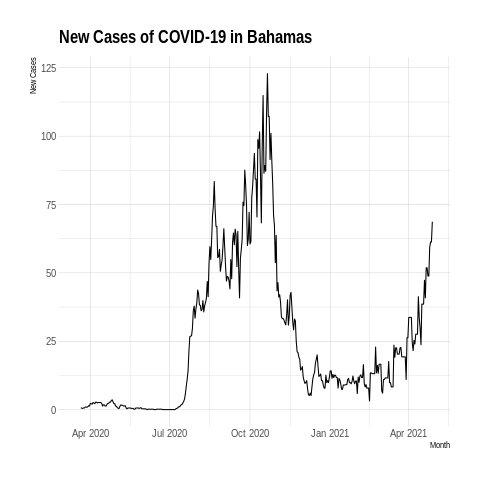 New Cases of COVID-19 in Bahamas
New Cases
125
100
75
50
25
0
Apr 2020
Jul 2020
Oct 2020
Jan 2021
Apr 2021
Month